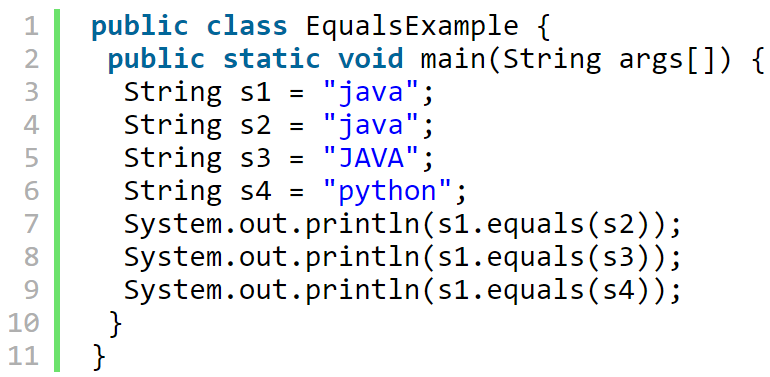 1 public class EqualsExample {
2 public static void main(String args[]) {
3 String s1 = "java";
4 String s2 = "java";
5 String s3 = "JAVA";
6 String s4 = "python";
7 System.out.println(s1.equals(s2));
8 System.out.println(s1.equals(s3));
9 System.out.println(s1.equals(s4));
10 }
11 }